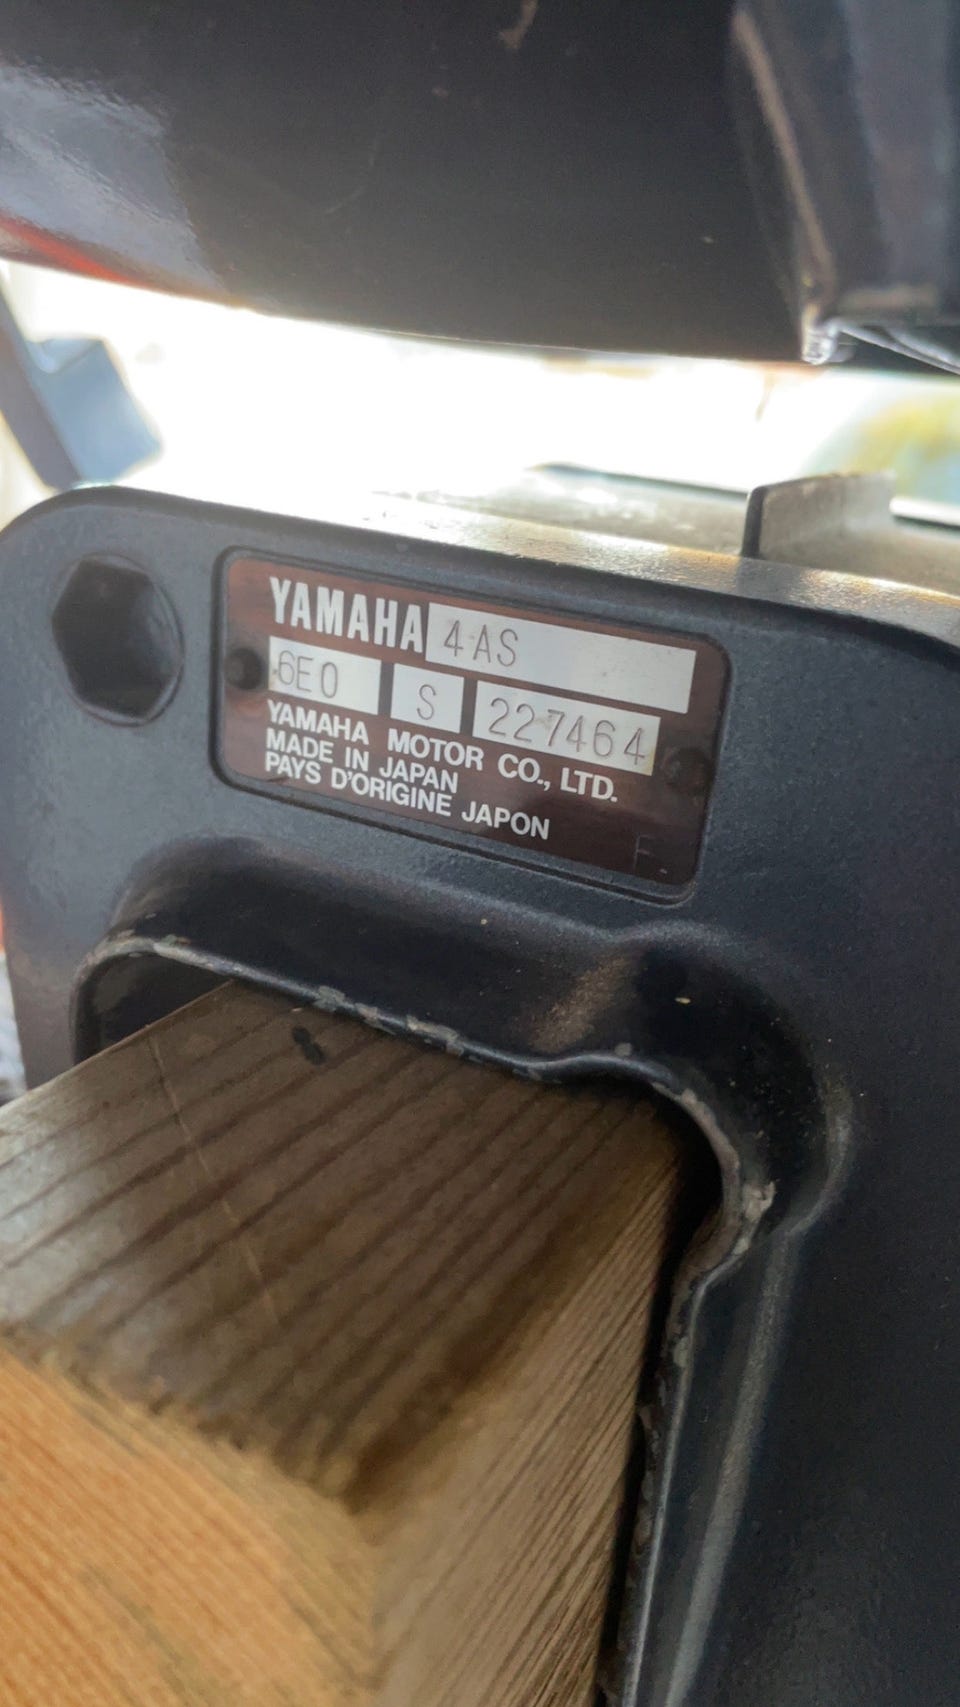 YAMAHA 4AS
6E0 S 227464
YAMAHA MOTOR CO., LTD.
MADE IN JAPAN
PAYS D'ORIGINE JAPON
F